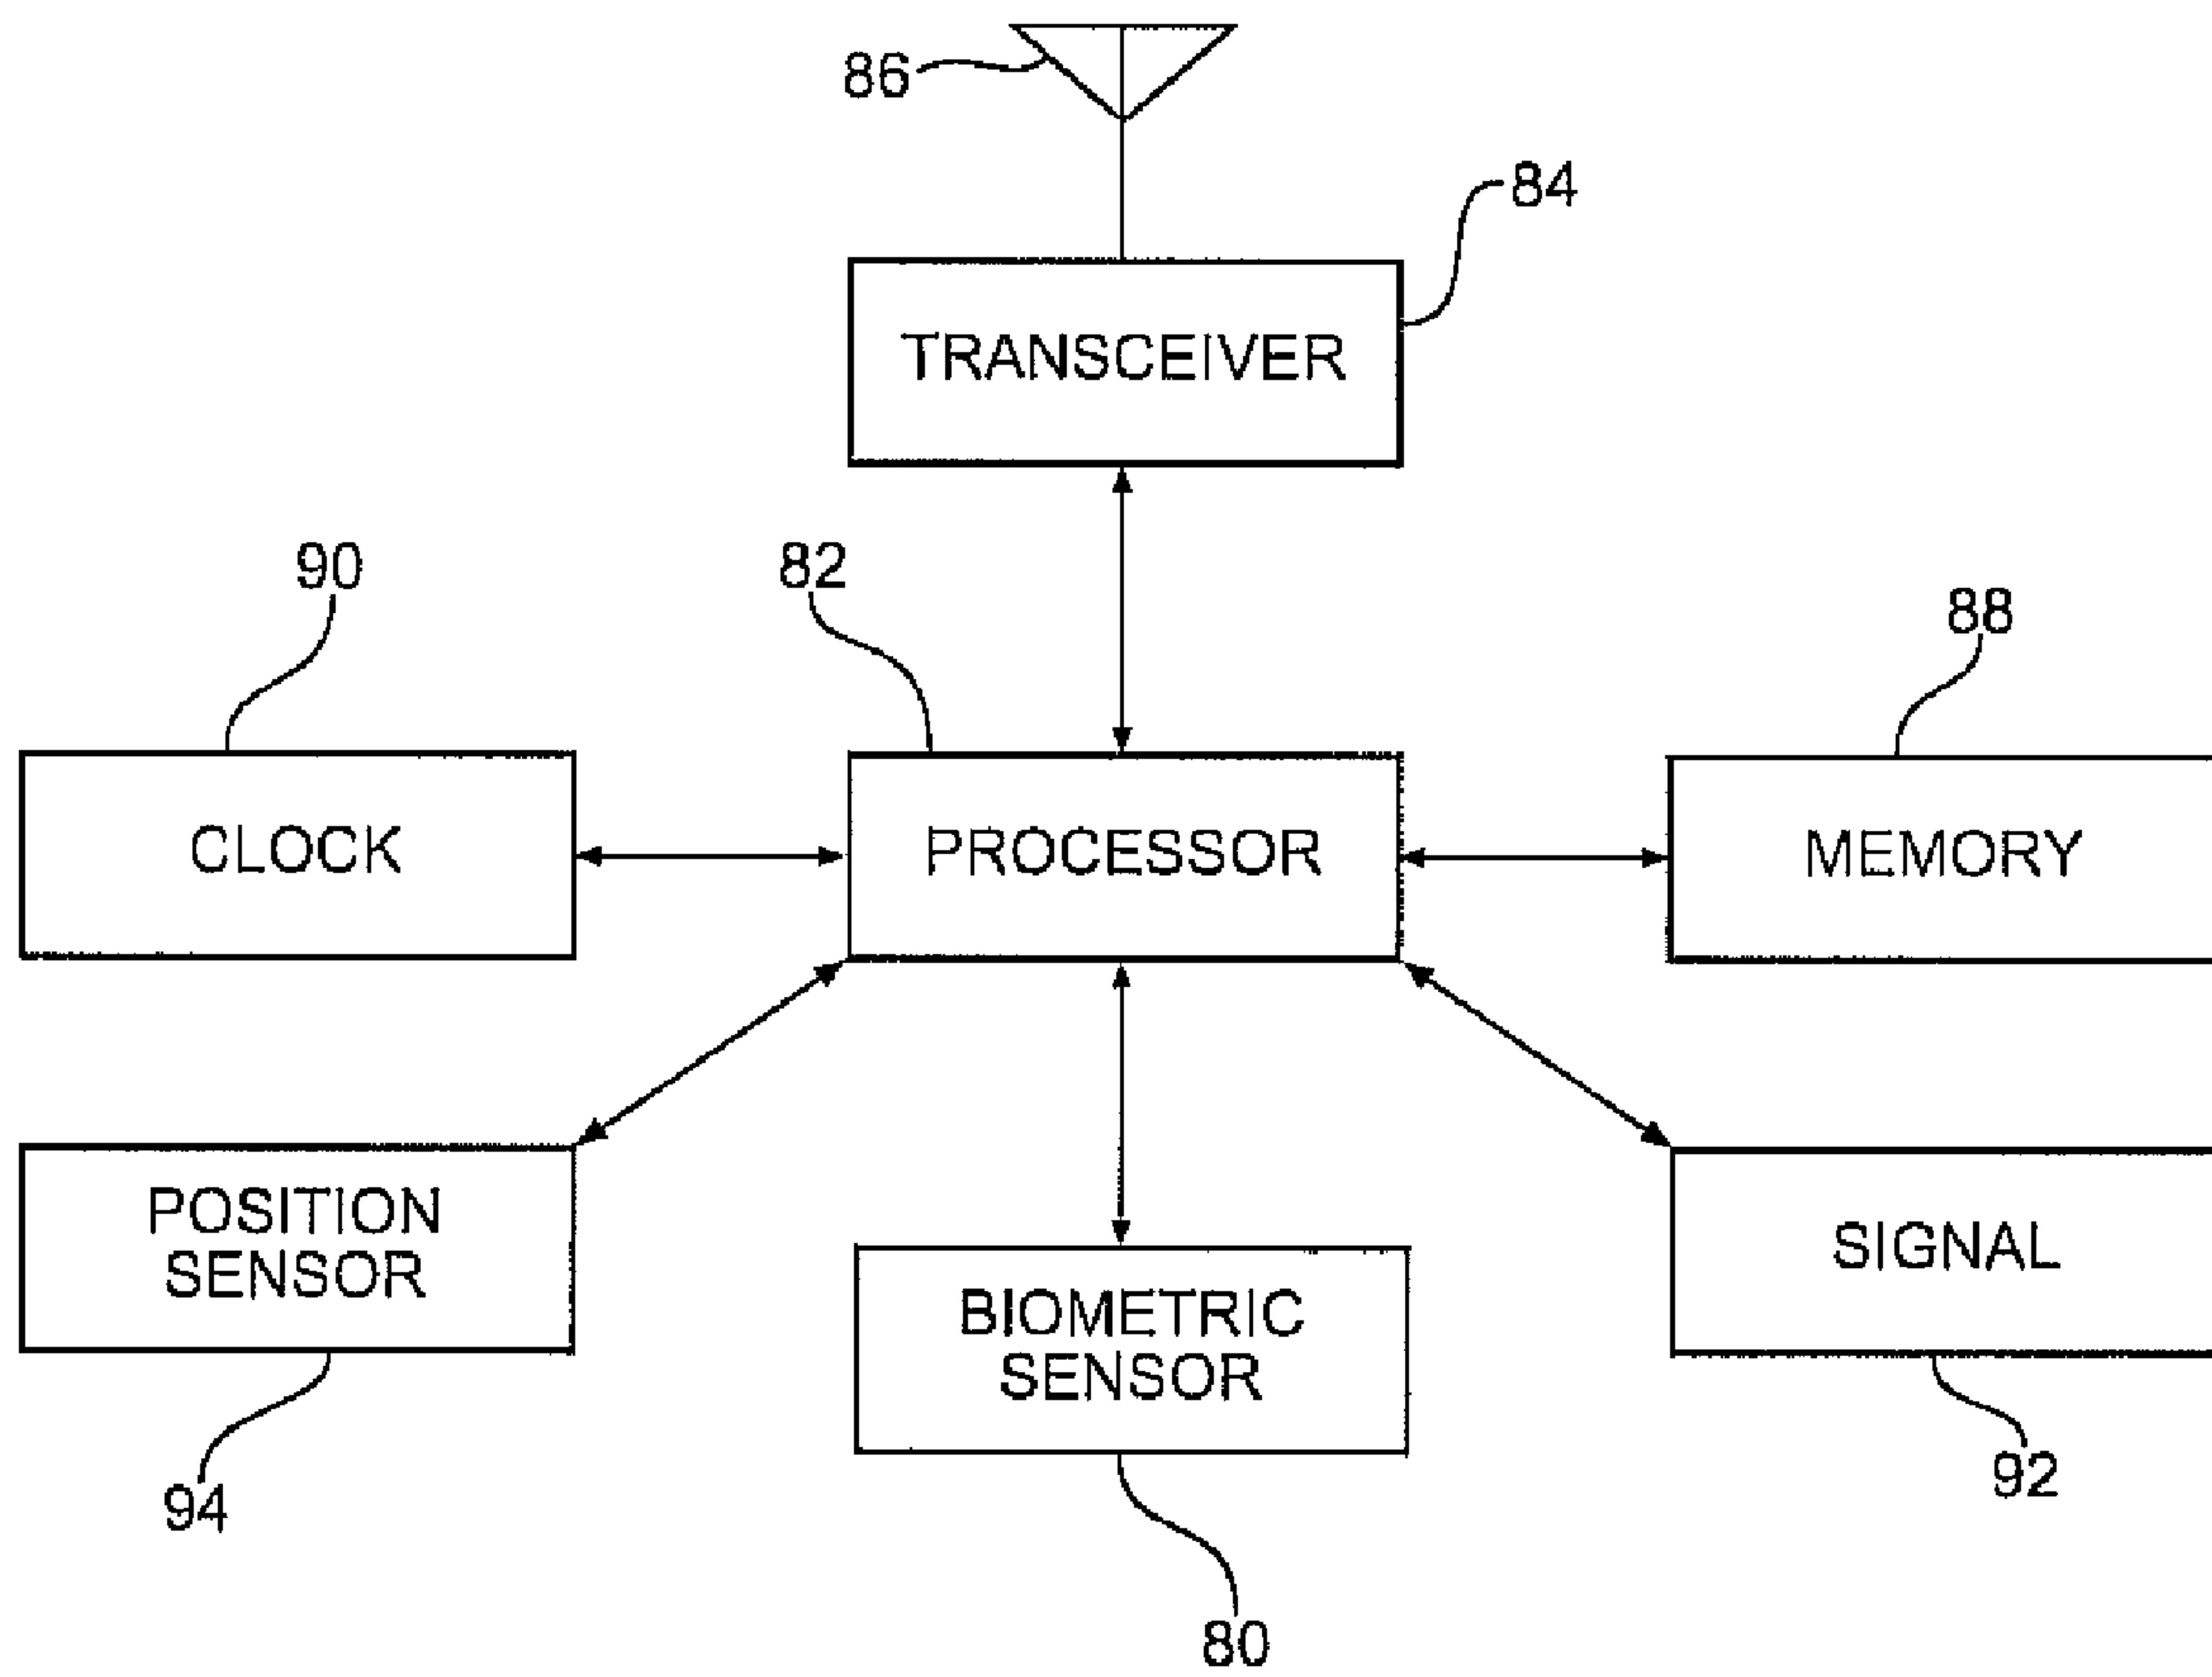 86
84
TRANSCEIVER
90
82
88
CLOCK
PROCESSOR
MEMORY
POSITION
SENSOR
BIOMETRIC
SENSOR
SIGNAL
94
80
92